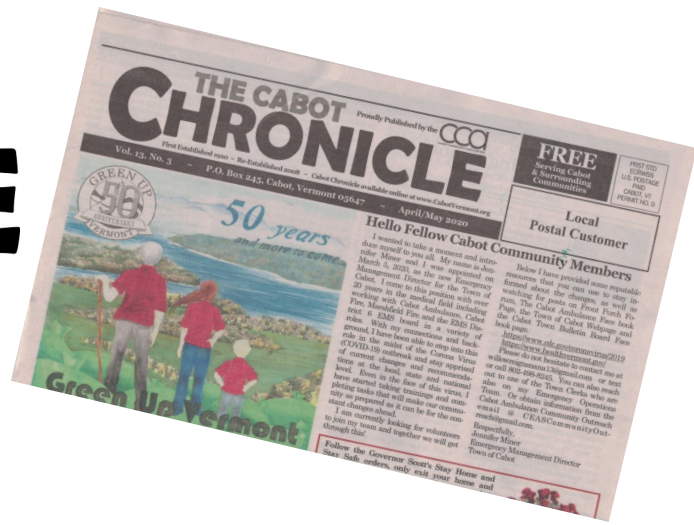 THE CABOT
CHRONICLE
Proudly Published by the cca
First Established 1920 ~ Re-Established 2008 ~ Cabot Chronicle available online at www.CabotVermont.org
Vol. 13, No. 3 ~ P.O. Box 245, Cabot, Vermont 05647 ~ April/May 2020
FREE
Serving Cabot
& Surrounding
Communities
PRST STD
ECRWSS
U.S. POSTAGE
PAID
CABOT, VT
PERMIT NO. 9
Local
Postal Customer
GREEN UP
50
ANNIVERSARY
VERMONT
50 years
and more to come...
Green Up Vermont
Hello Fellow Cabot Community Members
I wanted to take a moment and intro-
duce myself to you all. My name is Jen-
nifer Miner and I was appointed on
March 5, 2020, as the new Emergency
Management Director for the Town of
Cabot. I come to this position with over
20 years in the medical field including
working with Cabot Ambulance, Cabot
Fire, Marshfield Fire and the EMS Dis-
trict 6 EMS board in a variety of
roles. With my connections and back-
ground I have been able to step into this
role in the midst of the Corona Virus
(COVID-19) outbreak and stay apprised
of current changes and recommenda-
tions at the local, state and national
level. Even in the face of this virus, I
have started taking trainings and com-
pleting tasks that will make our commu-
nity as prepared as it can be for the con-
stant changes ahead.
I am currently looking for volunteers
to join my team and together we will get
through this!
Below I have provided some reputable
resources that you can use to stay in-
formed about the changes, as well as
watching for posts on Front Porch Fo-
rum, The Cabot Ambulance Face book
Page, the Town of Cabot Webpage and
the Cabot Town Bulletin Board Face
book page.
https://www.cdc.gov/coronavirus/2019
https://www.healthvermont.gov/
Please do not hesitate to contact me at
or call 802-498-8245. You can also reach
out to one of the Town Clerks who are
also on my Emergency Operations
Team. Or obtain information from the
Cabot Ambulance Community Outreach
email @ CEASCommunityOut-
reach@gmail.com.
Respectfully,
Jennifer Miner
Emergency Management Director
Town of Cabot
Follow the Governor Scott's Stay Home and
Stay Safe orders, only exit your home and